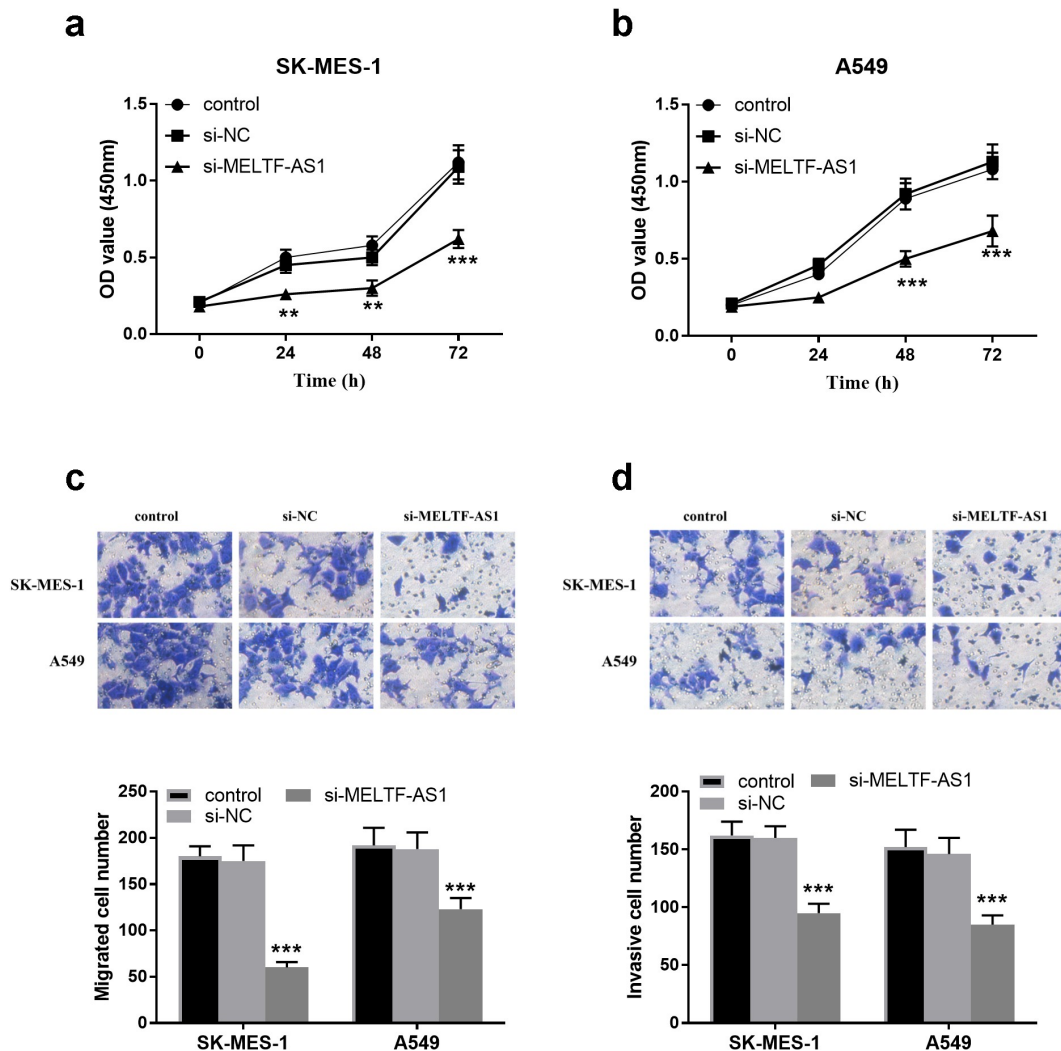 a
SK-MES-1
control
si-NC
si-MELTF-AS1
OD value (450nm)
1.5
1.0
0.5
0.0
**
**
***
0 24 48 72
Time (h)
b
A549
control
si-NC
si-MELTF-AS1
OD value (450nm)
1.5
1.0
0.5
0.0
***
***
0 24 48 72
Time (h)
c
control si-NC si-MELTF-AS1
SK-MES-1
A549
control
si-NC
si-MELTF-AS1
Migrated cell number
250
200
150
100
50
0
***
***
SK-MES-1 A549
d
control si-NC si-MELTF-AS1
SK-MES-1
A549
control
si-NC
si-MELTF-AS1
Invasive cell number
200
150
100
50
0
***
***
SK-MES-1 A549